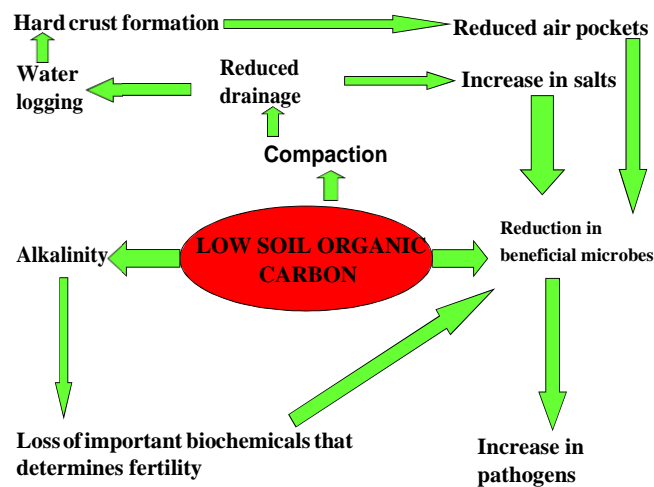 Hard crust formation
Reduced air pockets
Water
logging
Reduced
drainage
Increase in salts
Compaction
Alkalinity
LOW SOIL ORGANIC
CARBON
Reduction in
beneficial microbes
Loss of important biochemicals that
determines fertility
Increase in
pathogens